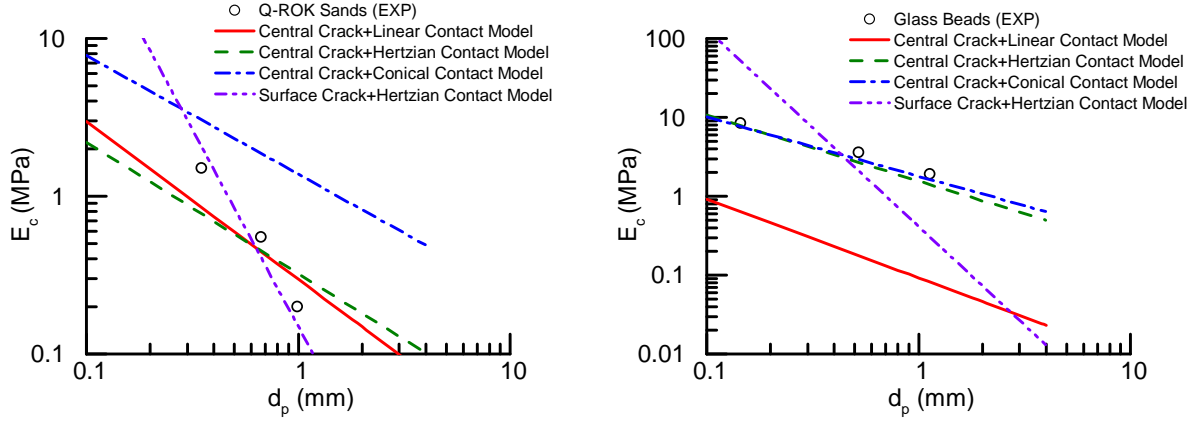 Q-ROK Sands (EXP)
Central Crack+Linear Contact Model
Central Crack+Hertzian Contact Model
Central Crack+Conical Contact Model
Surface Crack+Hertzian Contact Model
10
1
0.1
E_c (MPa)
0.1
1
10
d_p (mm)
Glass Beads (EXP)
Central Crack+Linear Contact Model
Central Crack+Hertzian Contact Model
Central Crack+Conical Contact Model
Surface Crack+Hertzian Contact Model
100
10
1
0.1
0.01
E_c (MPa)
0.1
1
10
d_p (mm)